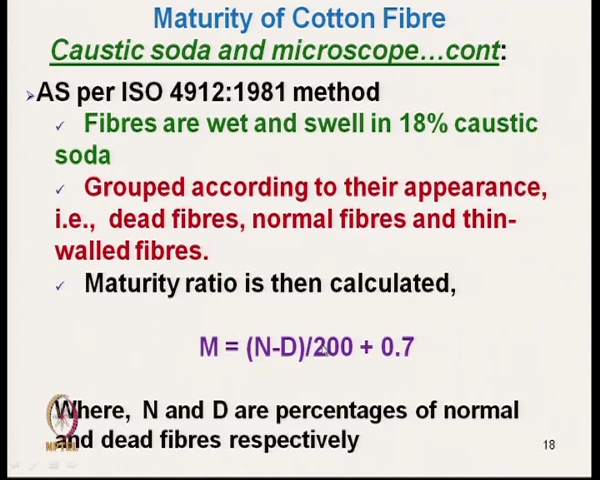 Maturity of Cotton Fibre
Caustic soda and microscope…cont:
AS per ISO 4912:1981 method
Fibres are wet and swell in 18% caustic
soda
Grouped according to their appearance,
i.e., dead fibres, normal fibres and thin-
walled fibres.
Maturity ratio is then calculated,
M = (N-D)/200 + 0.7
Where, N and D are percentages of normal
and dead fibres respectively
NPTEL
18